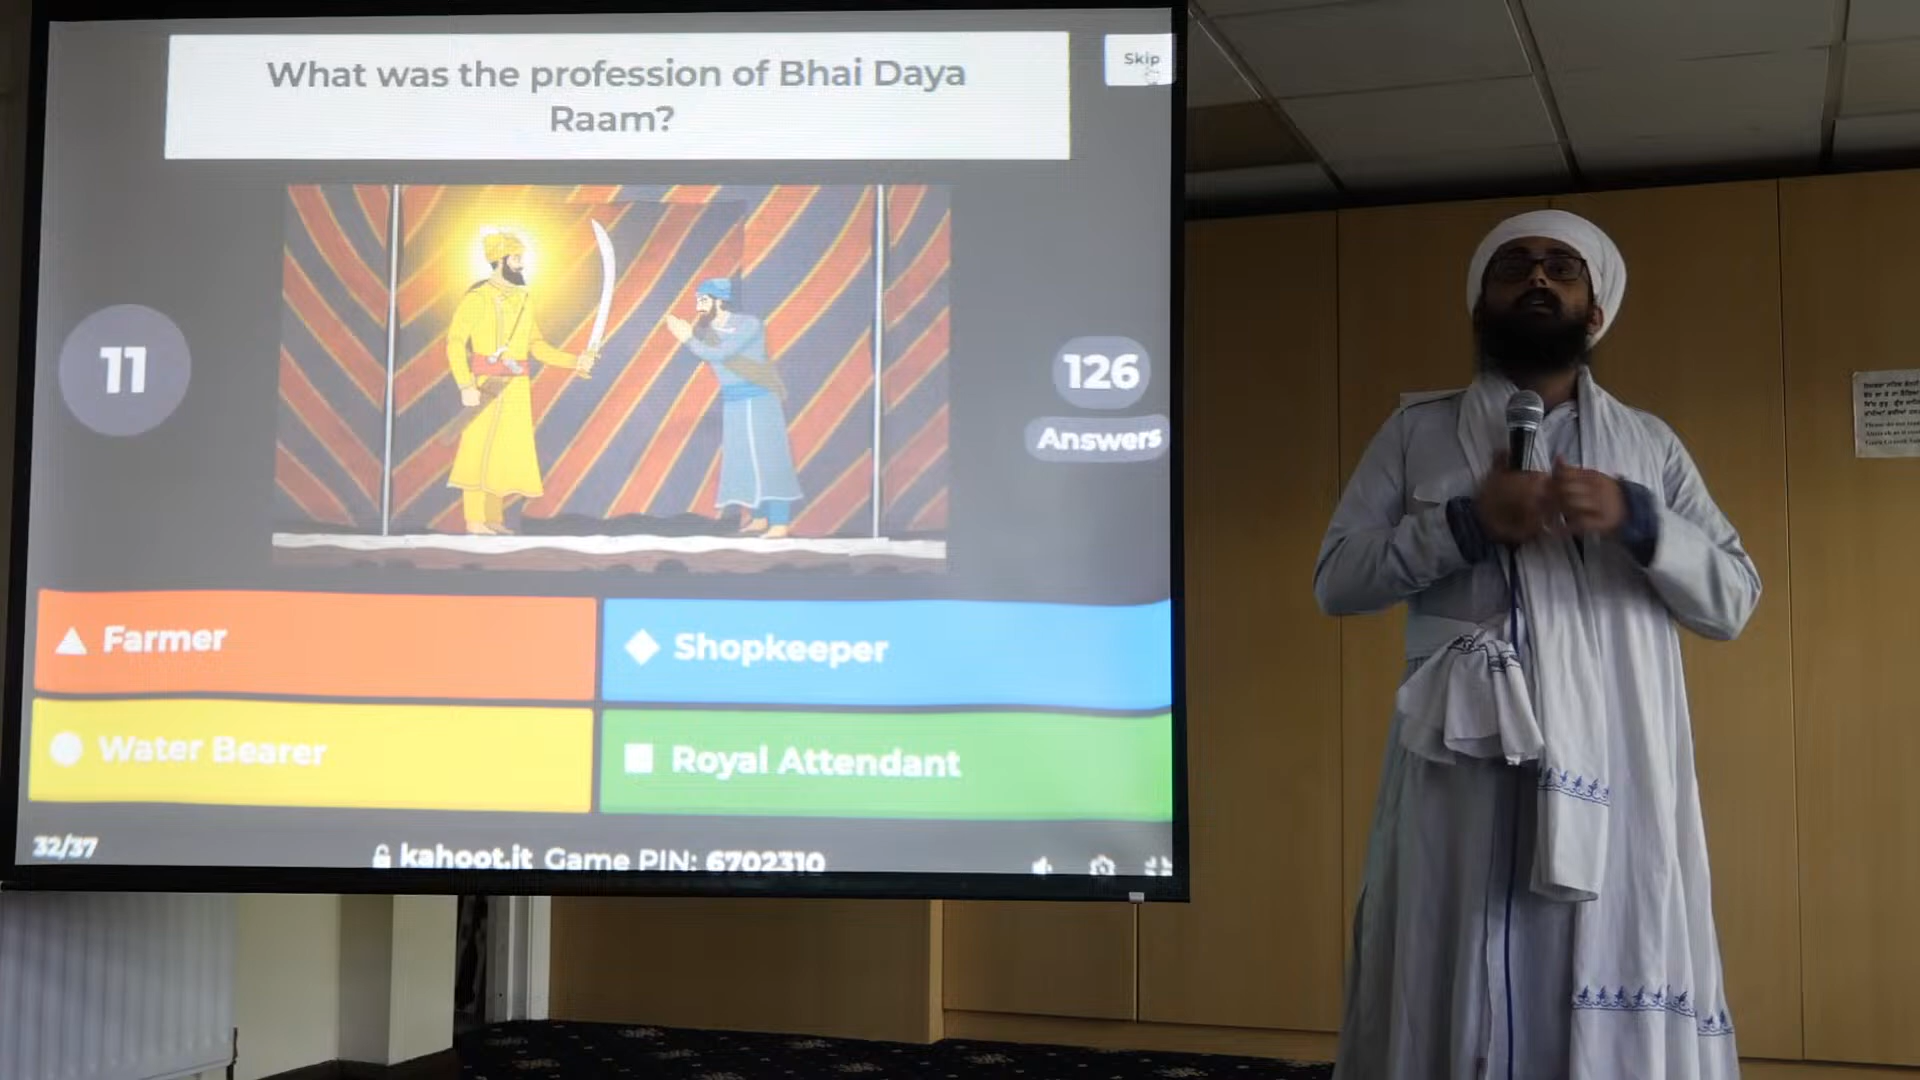 What was the profession of Bhai Daya
Raam?
Skip
11
126
Answers
Farmer
Shopkeeper
Water Bearer
Royal Attendant
32/37
kahoot.it Game PIN: 6702310